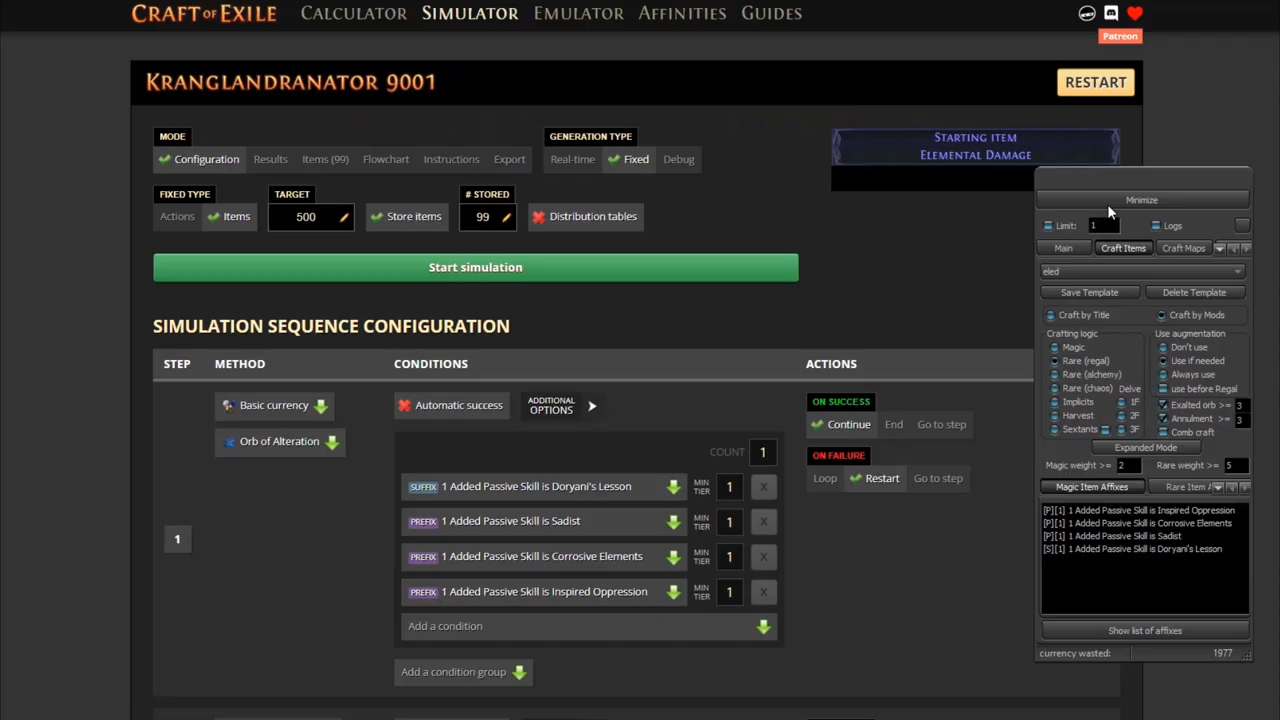 CRAFT OF EXILE CALCULATOR SIMULATOR EMULATOR AFFINITIES GUIDES
Patreon
KRANGLANDRANATOR 9001 RESTART
MODE GENERATION TYPE
Configuration Results Items (99) Flowchart Instructions Export Real-time Fixed Debug
STARTING ITEM
ELEMENTAL DAMAGE
FIXED TYPE TARGET # STORED
Actions Items 500 Store items 99 Distribution tables
Start simulation
SIMULATION SEQUENCE CONFIGURATION
STEP METHOD CONDITIONS ACTIONS
1
Basic currency
Orb of Alteration
Automatic success
ADDITIONAL
OPTIONS
COUNT 1
SUFFIX 1 Added Passive Skill is Doryani's Lesson MIN TIER 1 X
PREFIX 1 Added Passive Skill is Sadist MIN TIER 1 X
PREFIX 1 Added Passive Skill is Corrosive Elements MIN TIER 1 X
PREFIX 1 Added Passive Skill is Inspired Oppression MIN TIER 1 X
Add a condition
Add a condition group
ON SUCCESS
Continue End Go to step
ON FAILURE
Loop Restart Go to step
Minimize
Limit: 1 Logs
Main Craft Items Craft Maps
eled
Save Template Delete Template
Craft by Title Craft by Mods
Crafting logic Use augmentation
Magic Don't use
Rare (regal) Use if needed
Rare (alchemy) Always use
Rare (chaos) Delve use before Regal
Implicits 1F Exalted orb >= 3
Harvest 2F Annulment >= 3
Sextants 3F Comb craft
Expanded Mode
Magic weight >= 2 Rare weight >= 5
Magic Item Affixes Rare Item A
[P][1] 1 Added Passive Skill is Inspired Oppression
[P][1] 1 Added Passive Skill is Corrosive Elements
[P][1] 1 Added Passive Skill is Sadist
[S][1] 1 Added Passive Skill is Doryani's Lesson
Show list of affixes
currency wasted: 1977